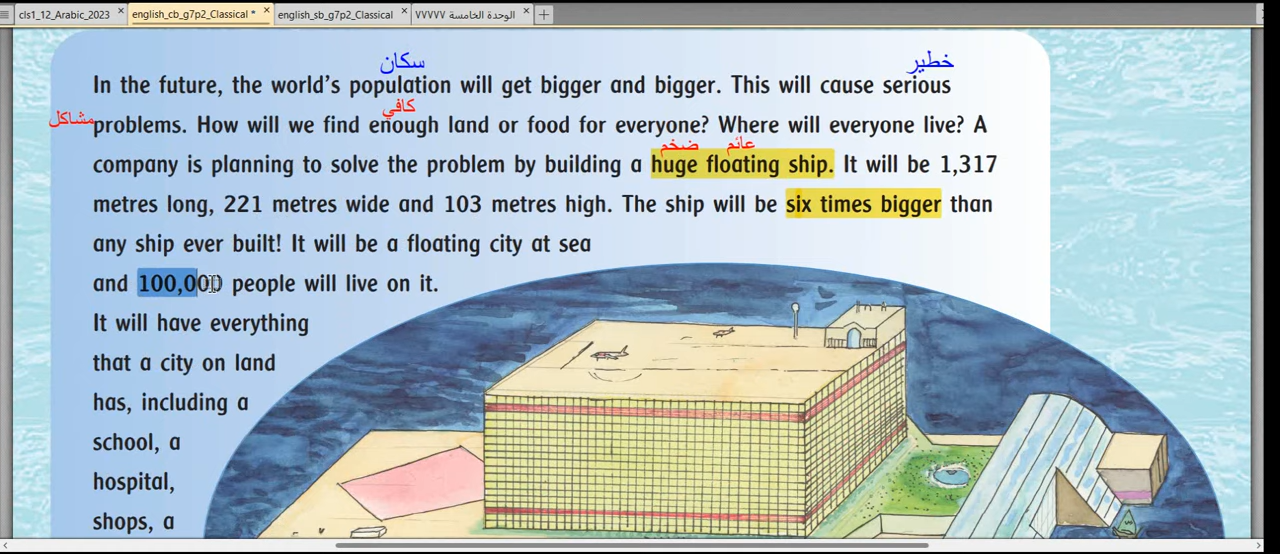 cls1_12_Arabic_2023
english_cb_g7p2_Classical *
english_sb_g7p2_Classical
الوحدة الخامسة ٧٧٧٧٧
سكان
خطير
In the future, the world's population will get bigger and bigger. This will cause serious
كافي
مشاكل
problems. How will we find enough land or food for everyone? Where will everyone live? A
ضخم
عائم
company is planning to solve the problem by building a huge floating ship. It will be 1,317
metres long, 221 metres wide and 103 metres high. The ship will be six times bigger than
any ship ever built! It will be a floating city at sea
and 100,000 people will live on it.
It will have everything
that a city on land
has, including a
school, a
hospital,
shops, a